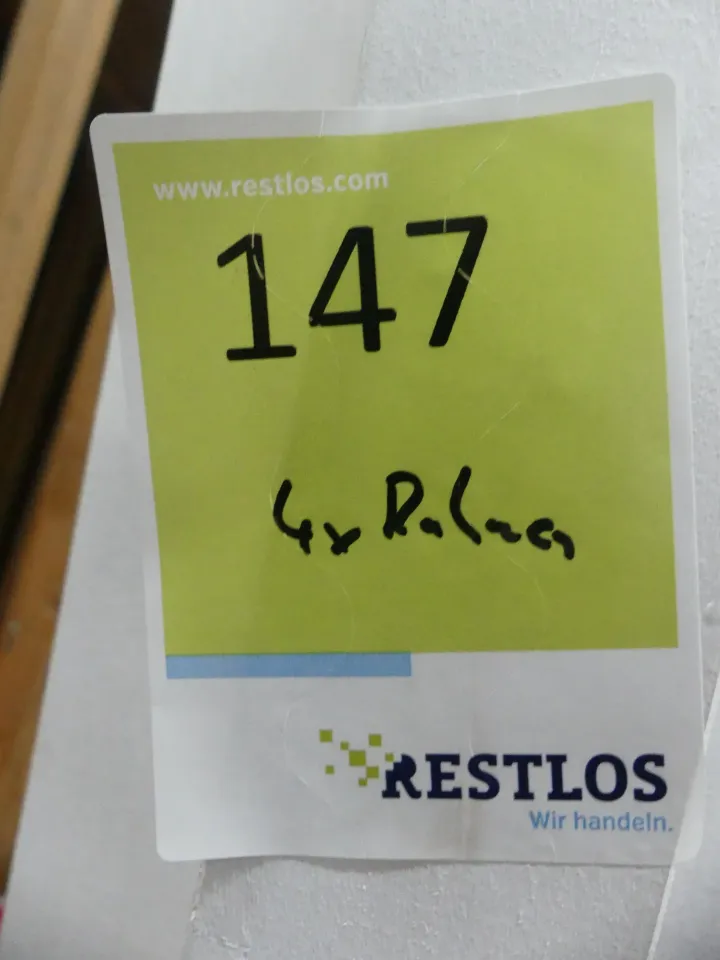 www.restlos.com
147
4x Rahmen
RESTLOS
Wir handeln.